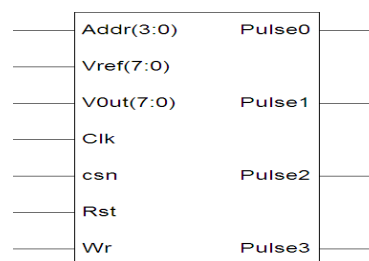 Addr(3:0) Pulse0
Vref(7:0)
V0ut(7:0) Pulse1
Clk
csn Pulse2
Rst
Wr Pulse3